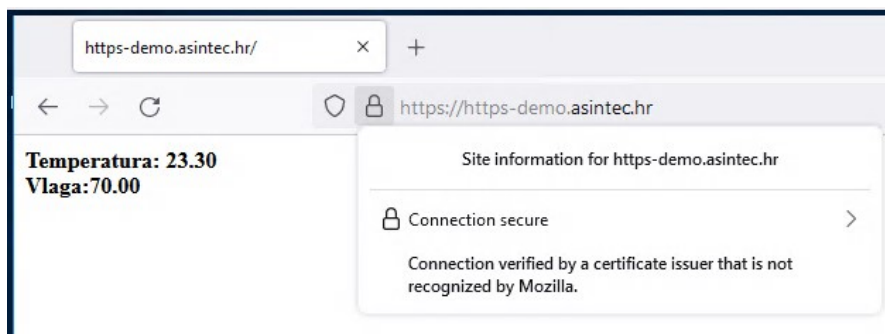 https-demo.asintec.hr/
https://https-demo.asintec.hr
Temperatura: 23.30
Vlaga:70.00
Site information for https-demo.asintec.hr
Connection secure
Connection verified by a certificate issuer that is not
recognized by Mozilla.